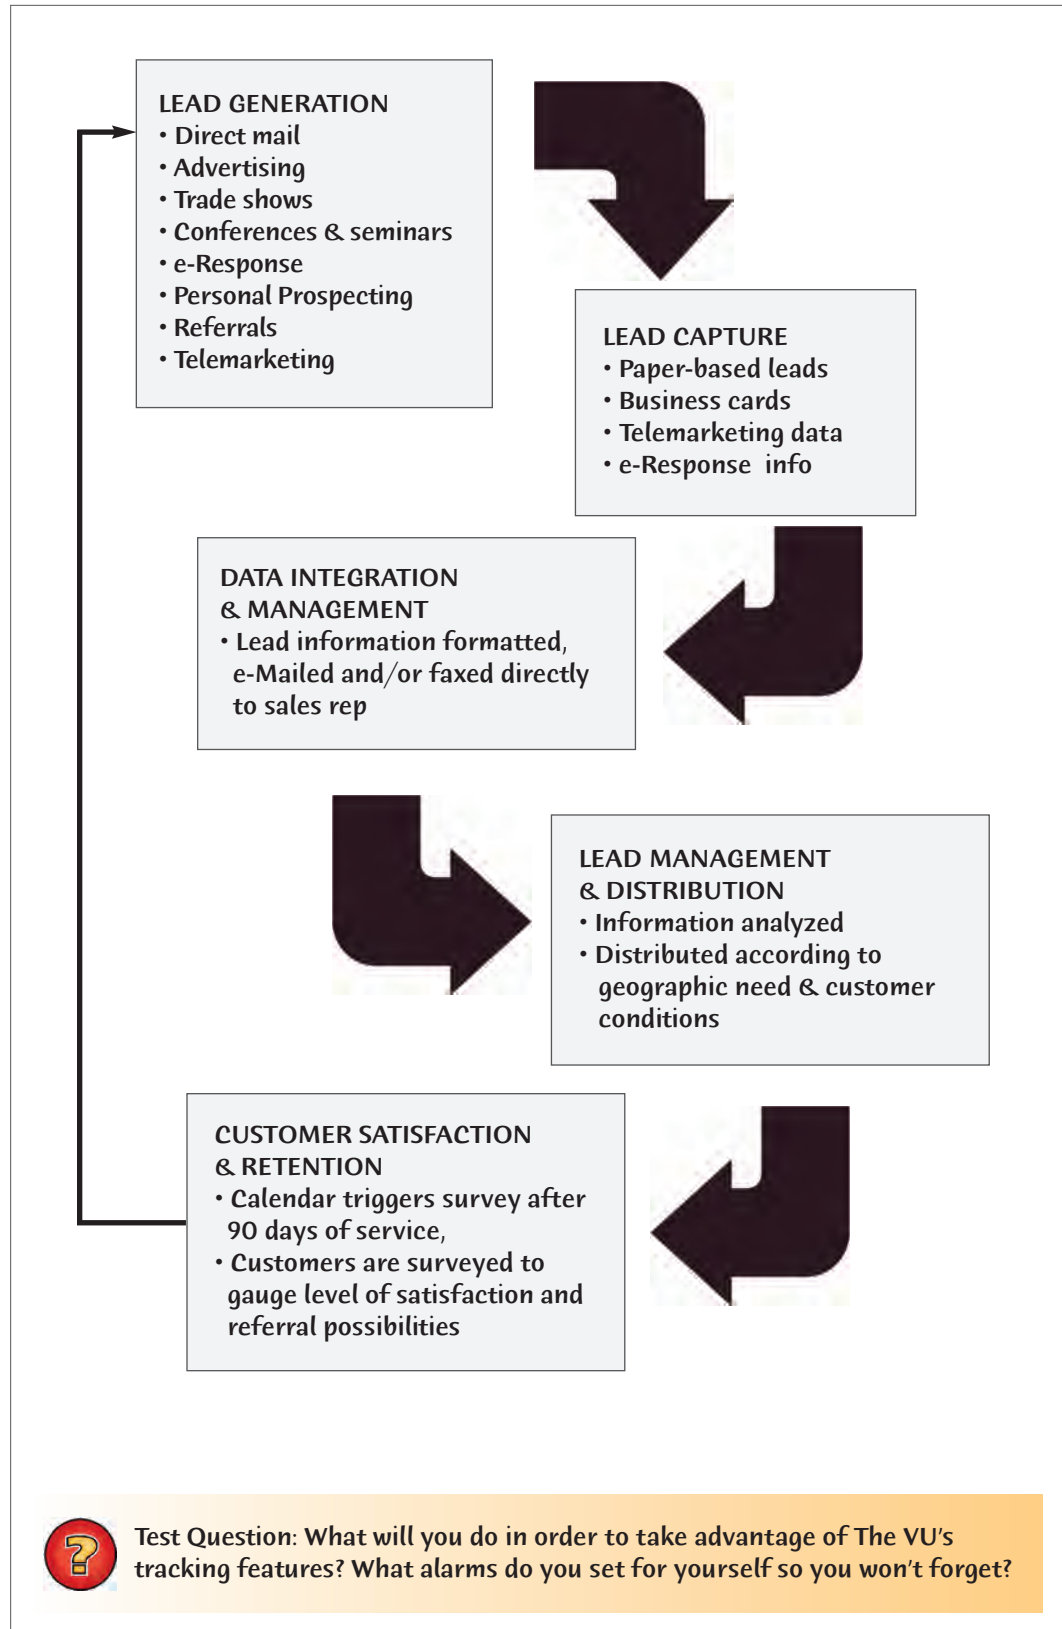 LEAD GENERATION
• Direct mail
• Advertising
• Trade shows
• Conferences & seminars
• e-Response
• Personal Prospecting
• Referrals
• Telemarketing
LEAD CAPTURE
• Paper-based leads
• Business cards
• Telemarketing data
• e-Response  info
DATA INTEGRATION
& MANAGEMENT
• Lead information formatted,
e-Mailed and/or faxed directly
to sales rep
LEAD MANAGEMENT
& DISTRIBUTION
• Information analyzed
• Distributed according to
geographic need & customer
conditions
CUSTOMER SATISFACTION
& RETENTION
• Calendar triggers survey after
90 days of service,
• Customers are surveyed to
gauge level of satisfaction and
referral possibilities
?
Test Question: What will you do in order to take advantage of The VU's
tracking features? What alarms do you set for yourself so you won't forget?